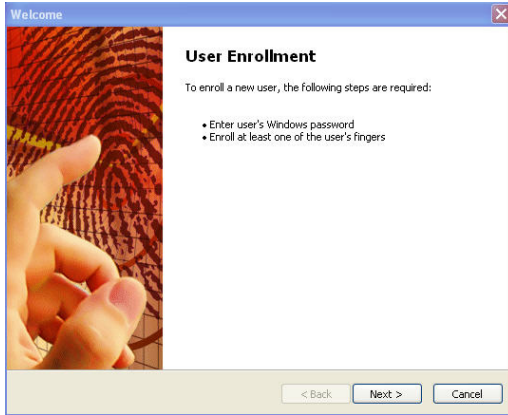 Welcome
User Enrollment
To enroll a new user, the following steps are required:
• Enter user's Windows password
• Enroll at least one of the user's fingers
< Back Next > Cancel